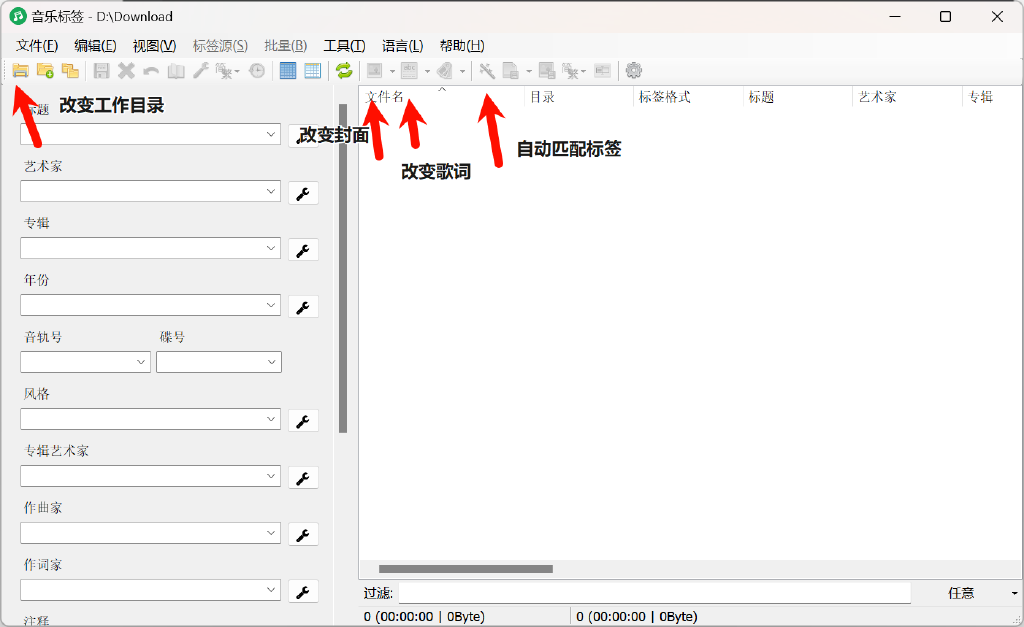 音乐标签 - D:\Download
文件(F) 编辑(E) 视图(V) 标签源(S) 批量(B) 工具(T) 语言(L) 帮助(H)
改变工作目录
改变封面
改变歌词
自动匹配标签
标题
艺术家
专辑
年份
音轨号 碟号
风格
专辑艺术家
作曲家
作词家
注释
文件名 目录 标签格式 标题 艺术家 专辑
过滤: 任意
0 (00:00:00 | 0Byte) 0 (00:00:00 | 0Byte)